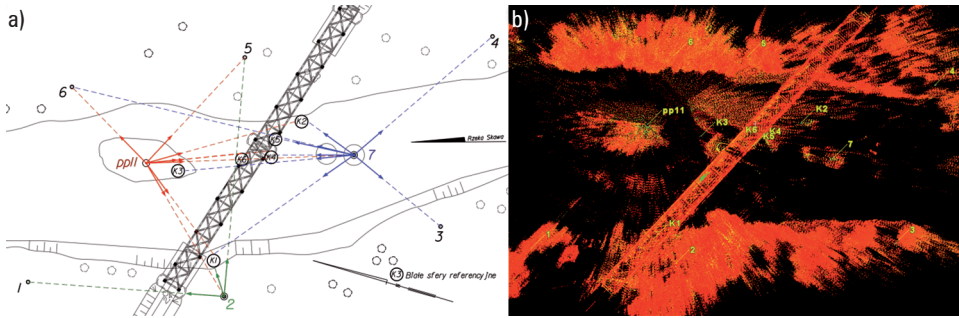 a)
5
4
6
K2
K5
pp11
K6
K4
7
K3
Rzeka Skawa
3
K1
K3 Białe sfery referencyjne
1
2
b)
6
5
4
pp11
K2
K3
K6
K4
K5
7
K1
1
2
3